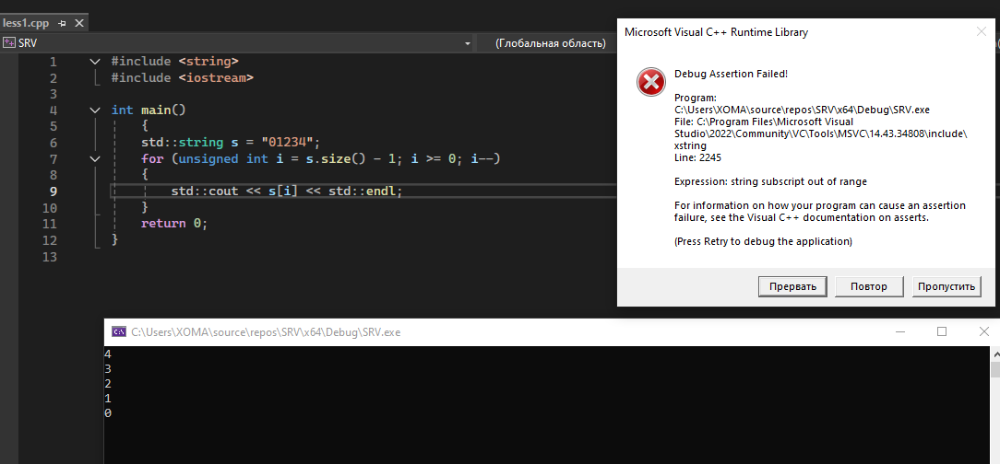 less1.cpp
SRV
(Глобальная область)
1 #include <string>
2 #include <iostream>
3
4 int main()
5 {
6 std::string s = "01234";
7 for (unsigned int i = s.size() - 1; i >= 0; i--)
8 {
9 std::cout << s[i] << std::endl;
10 }
11 return 0;
12 }
13
Microsoft Visual C++ Runtime Library
Debug Assertion Failed!
Program:
C:\Users\XOMA\source\repos\SRV\x64\Debug\SRV.exe
File: C:\Program Files\Microsoft Visual
Studio\2022\Community\VC\Tools\MSVC\14.43.34808\include\
xstring
Line: 2245
Expression: string subscript out of range
For information on how your program can cause an assertion
failure, see the Visual C++ documentation on asserts.
(Press Retry to debug the application)
Прервать
Повтор
Пропустить
C:\Users\XOMA\source\repos\SRV\x64\Debug\SRV.exe
4
3
2
1
0